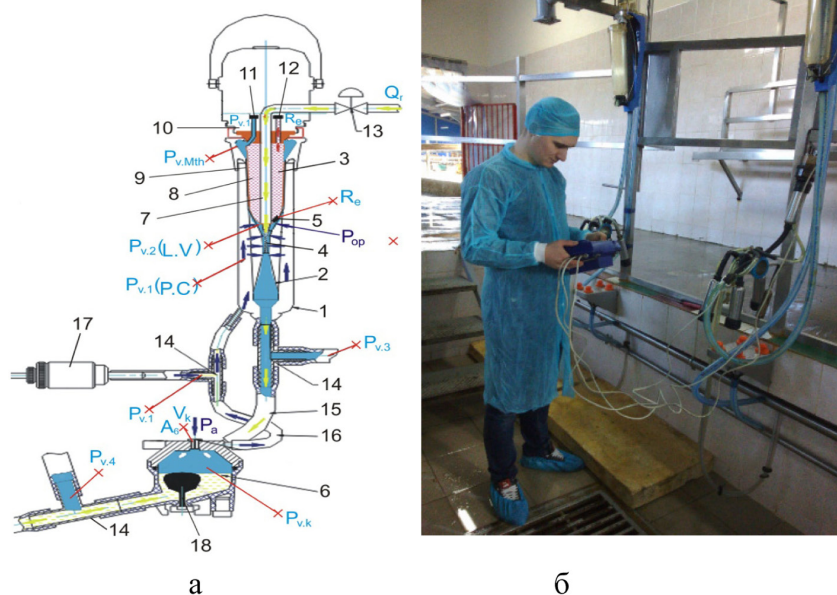 11
12
Q
P_v.1
R_e
13
10
P_v.Mth
3
9
8
7
5
R_e
P_v.2(L.V)
4
P_op
P_v.1(P.C)
2
1
17
14
P_v.3
14
P_v.1
V_k
A_6
P_a
15
16
P_v.4
6
14
P_v.k
18
а
б